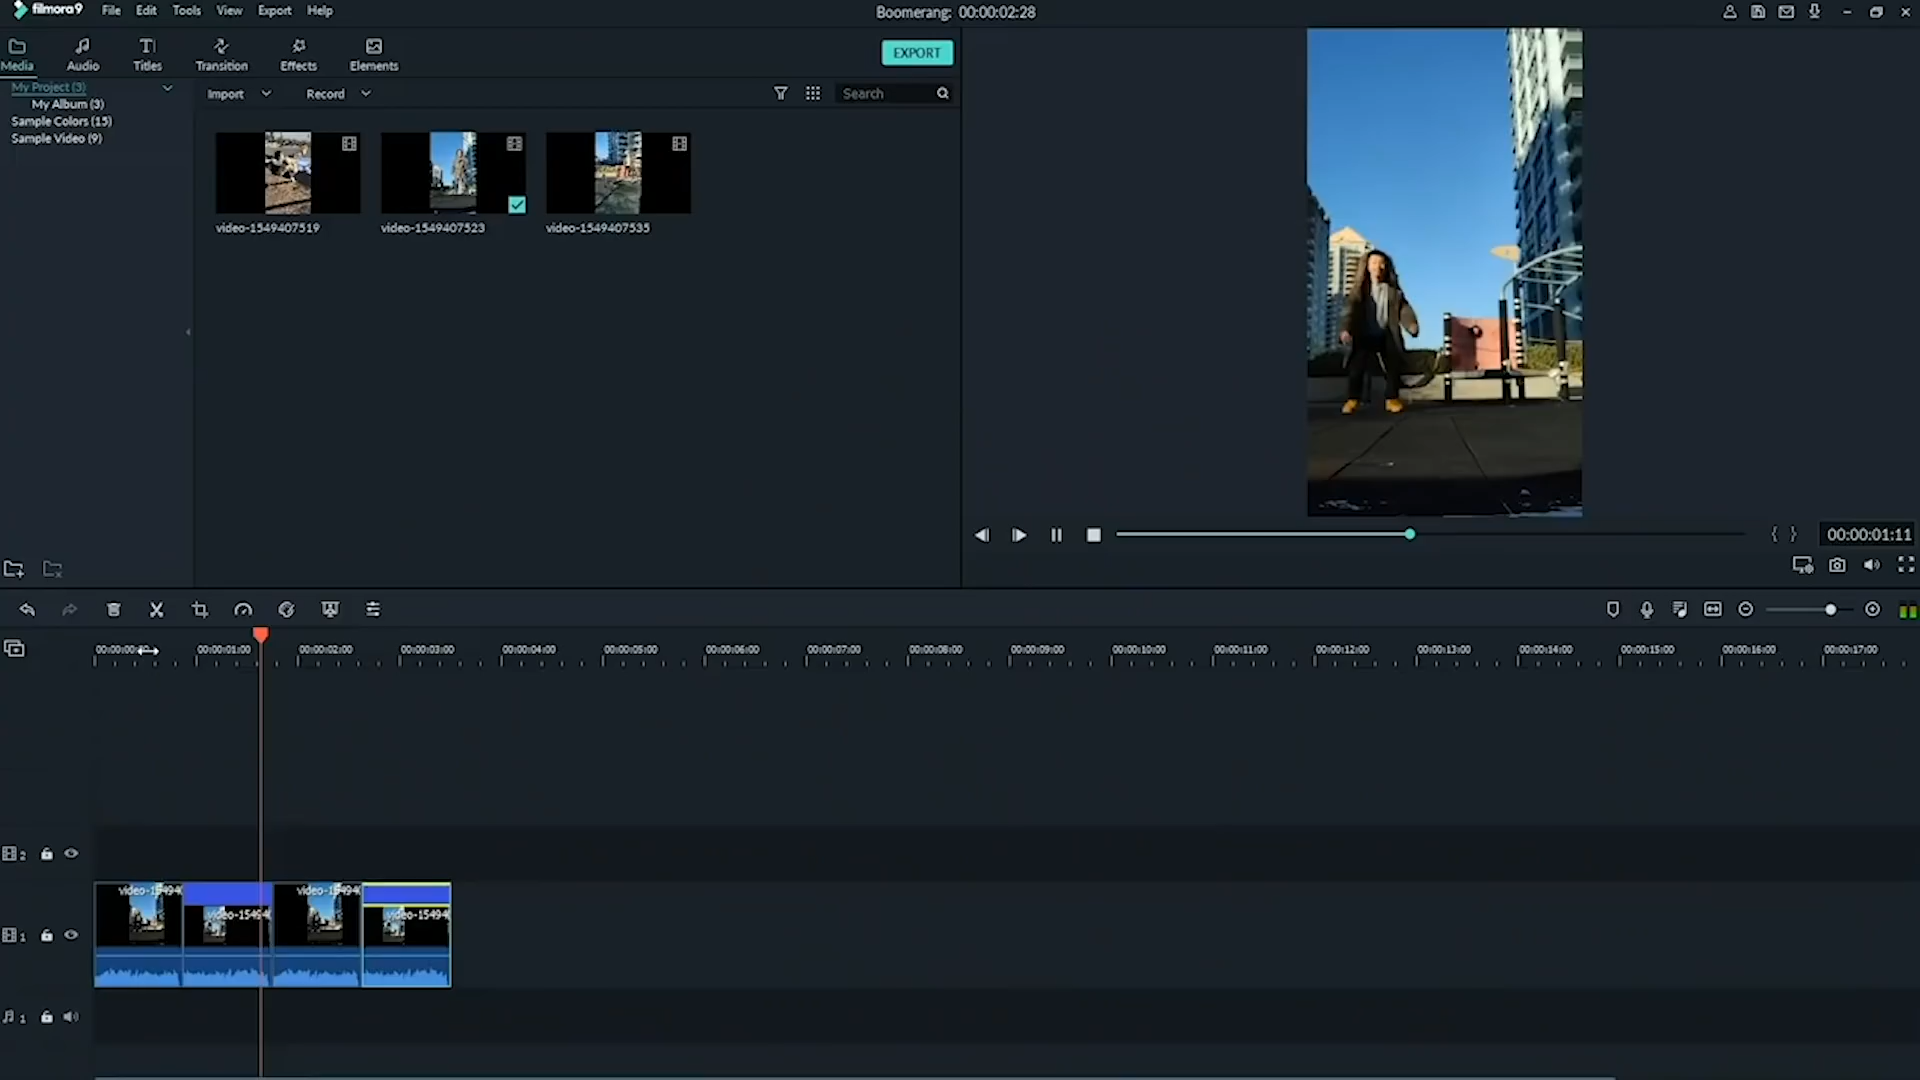 filmora9 File Edit Tools View Export Help
Boomerang: 00:00:02:28
Media Audio Titles Transition Effects Elements
EXPORT
My Project (3)
My Album (3)
Sample Colors (15)
Sample Video (9)
Import Record
Search
video-1549407519 video-1549407523 video-1549407535
{ } 00:00:01:11
00:00:01:00 00:00:02:00 00:00:03:00 00:00:04:00 00:00:05:00 00:00:06:00 00:00:07:00 00:00:08:00 00:00:09:00 00:00:10:00 00:00:11:00 00:00:12:00 00:00:13:00 00:00:14:00 00:00:15:00 00:00:16:00 00:00:17:00
2
video-15494 video-15494
video-15494 video-15494
1
1